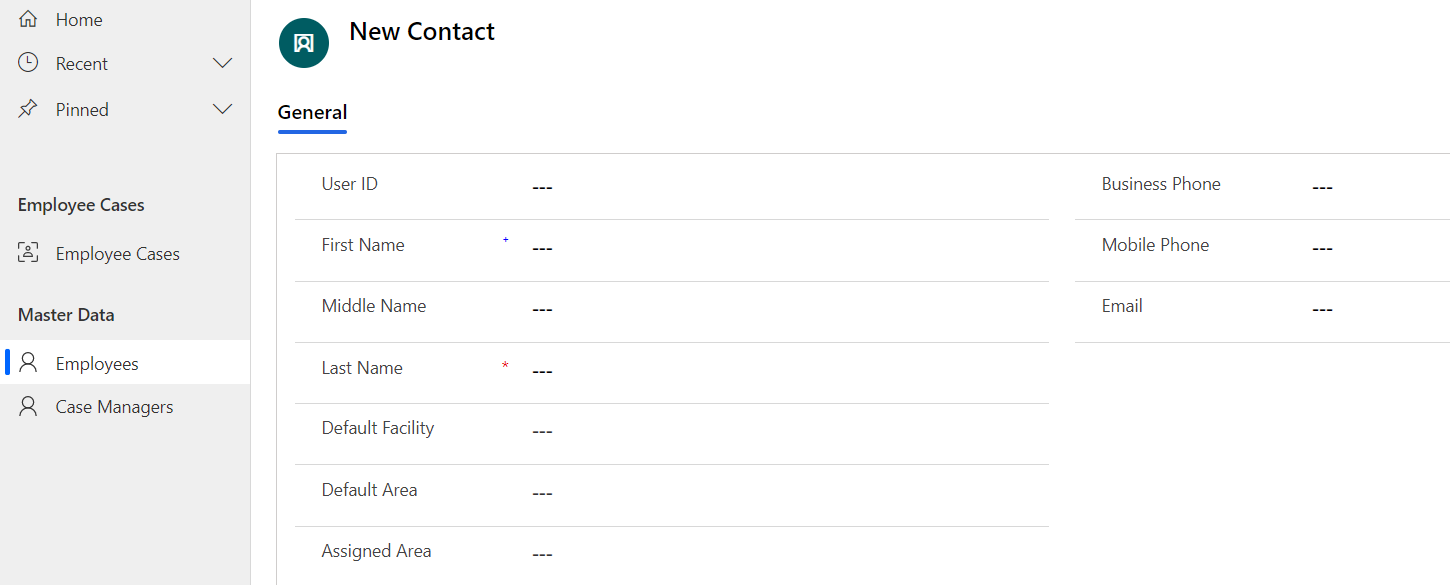 Home
Recent
Pinned
Employee Cases
Employee Cases
Master Data
Employees
Case Managers
New Contact
General
User ID ---
First Name + ---
Middle Name ---
Last Name * ---
Default Facility ---
Default Area ---
Assigned Area ---
Business Phone ---
Mobile Phone ---
Email ---